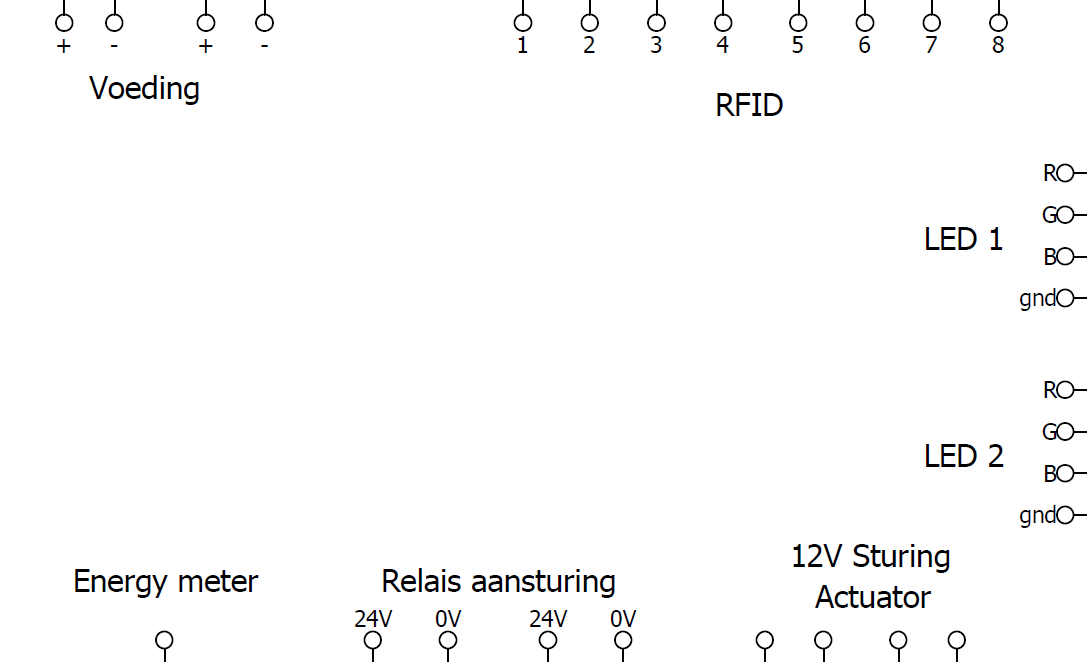 + - + -
1 2 3 4 5 6 7 8
Voeding
RFID
R
G
LED 1
B
gnd
R
G
LED 2
B
gnd
12V Sturing
Actuator
Energy meter
Relais aansturing
24V 0V 24V 0V